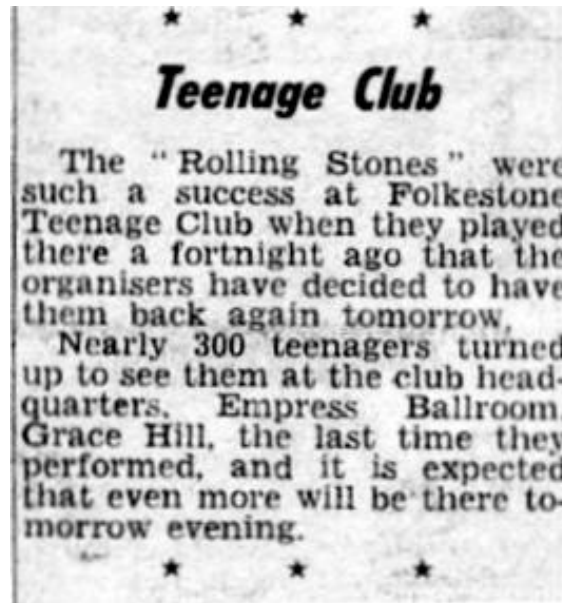 ★ ★ ★
Teenage Club
The "Rolling Stones" were
such a success at Folkestone
Teenage Club when they played
there a fortnight ago that the
organisers have decided to have
them back again tomorrow.
Nearly 300 teenagers turned
up to see them at the club head-
quarters, Empress Ballroom,
Grace Hill, the last time they
performed, and it is expected
that even more will be there to-
morrow evening.
★ ★ ★